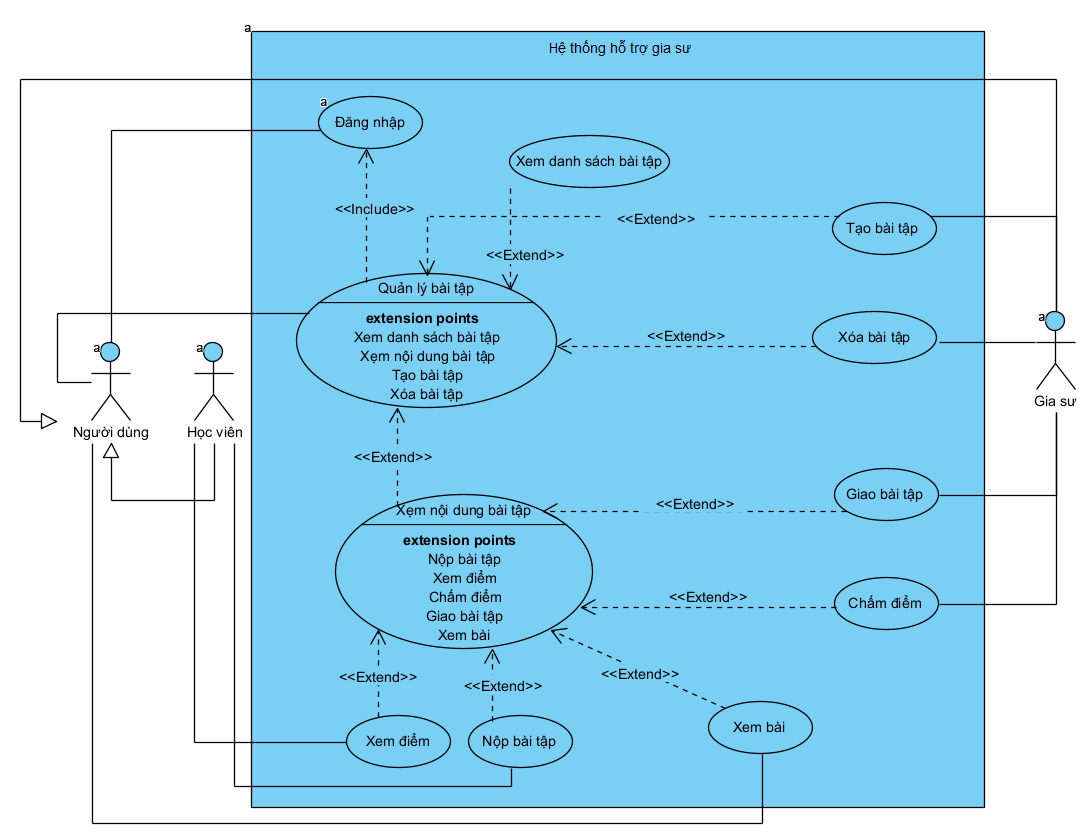 a
Hệ thống hỗ trợ gia sư
a
Đăng nhập
Xem danh sách bài tập
<<Include>>
<<Extend>>
Tạo bài tập
<<Extend>>
Quản lý bài tập
extension points
Xem danh sách bài tập
Xẹm nội dung bài tập
Tạo bài tập
Xóa bài tập
<<Extend>>
Xóa bài tập
a
Gia sư
a
Người dùng
a
Học viên
<<Extend>>
Xẹm nội dung bài tập
extension points
Nộp bài tập
Xem điểm
Chấm điểm
Giao bài tập
Xem bài
<<Extend>>
Giao bài tập
<<Extend>>
Chấm điểm
<<Extend>>
<<Extend>>
<<Extend>>
Xem điểm
Nộp bài tập
Xem bài